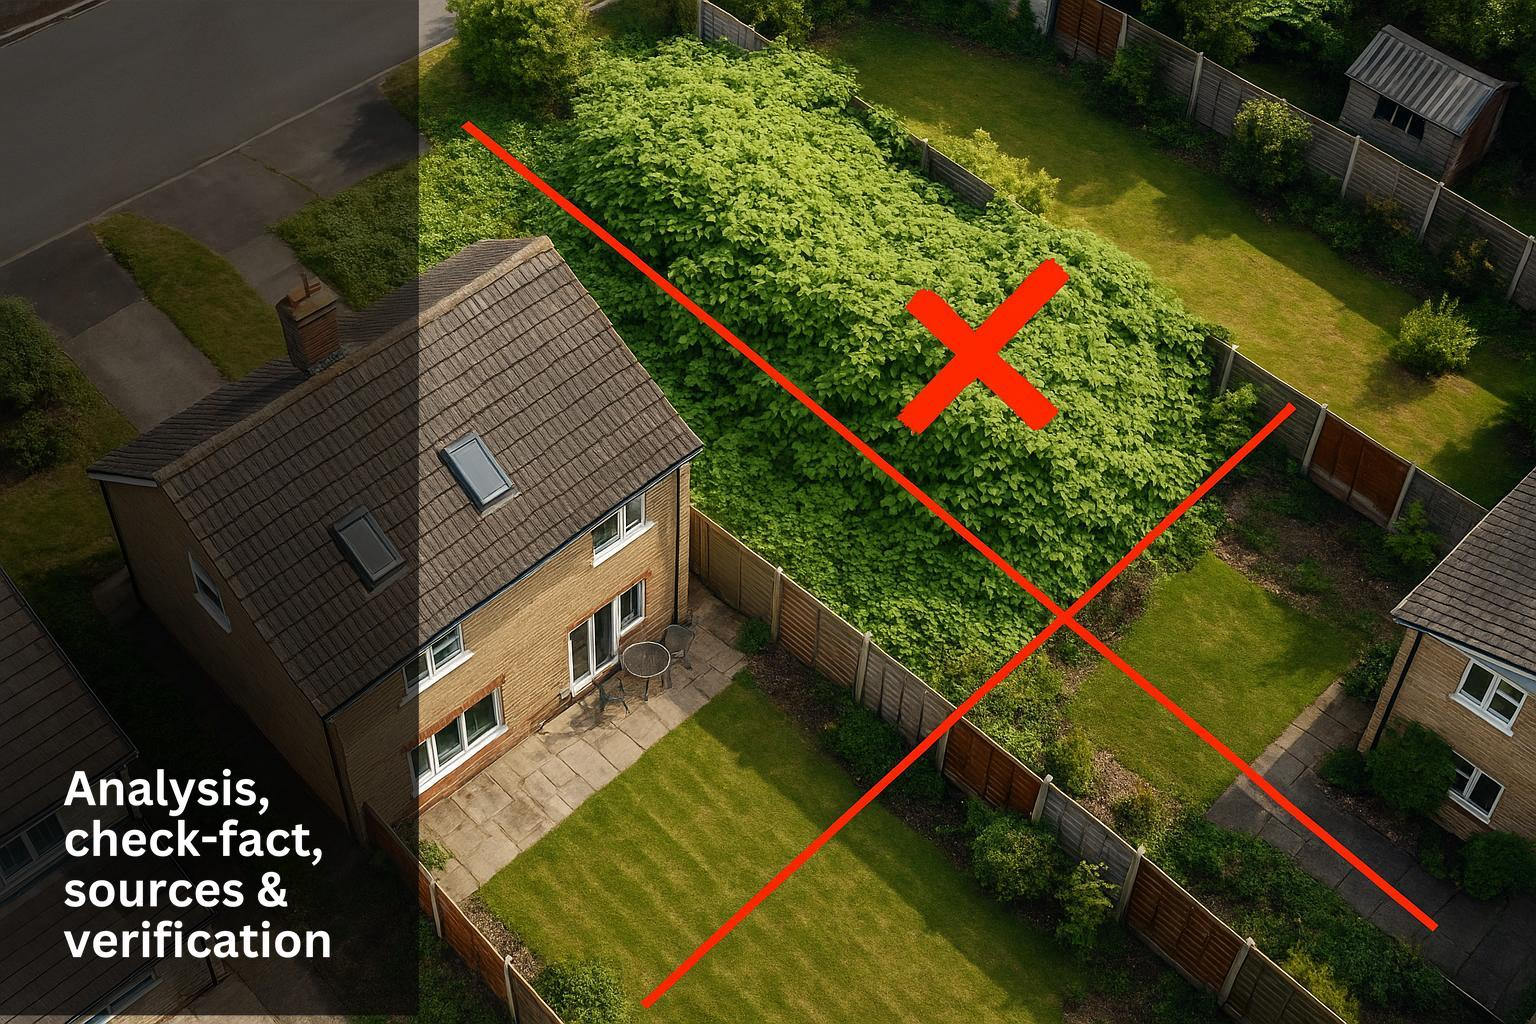 Analysis,
check-fact,
sources &
verification